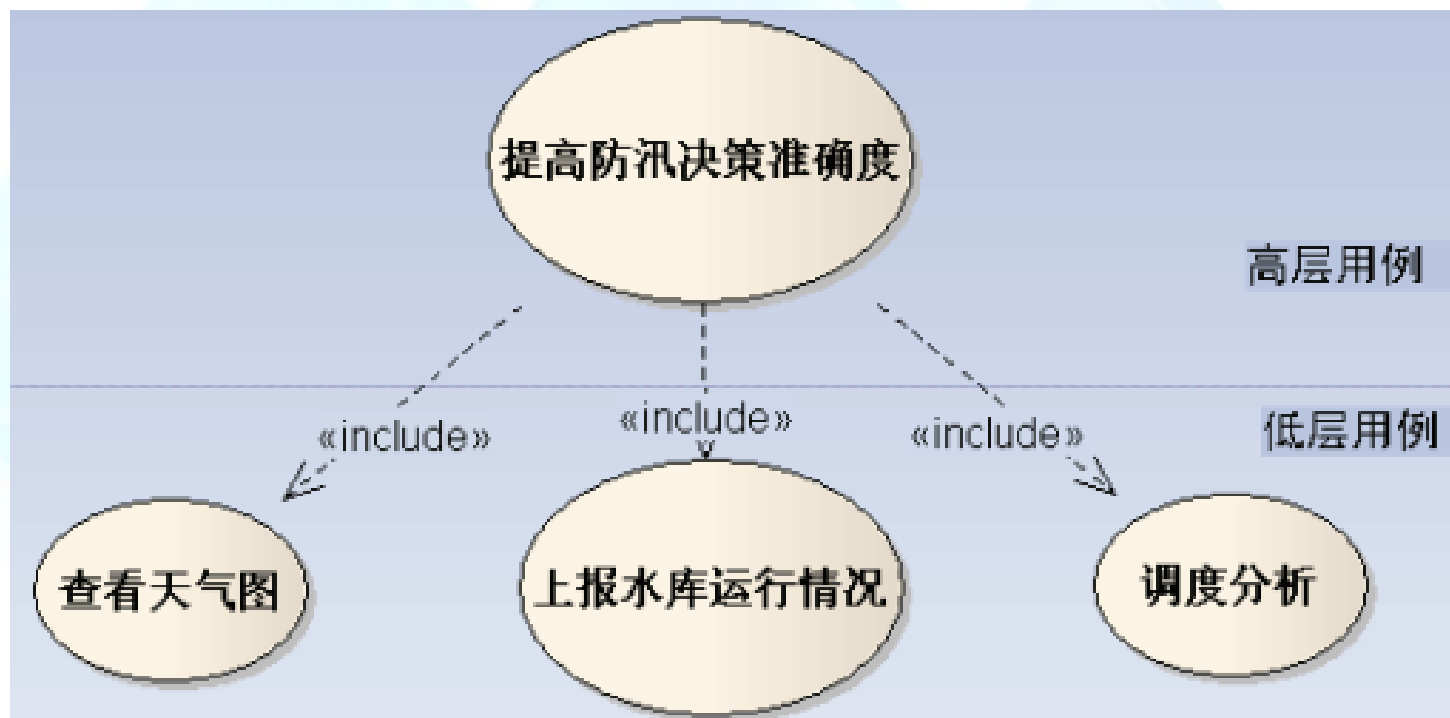 提高防汛决策准确度
高层用例
«include»
«include»
«include»
低层用例
查看天气图
上报水库运行情况
调度分析